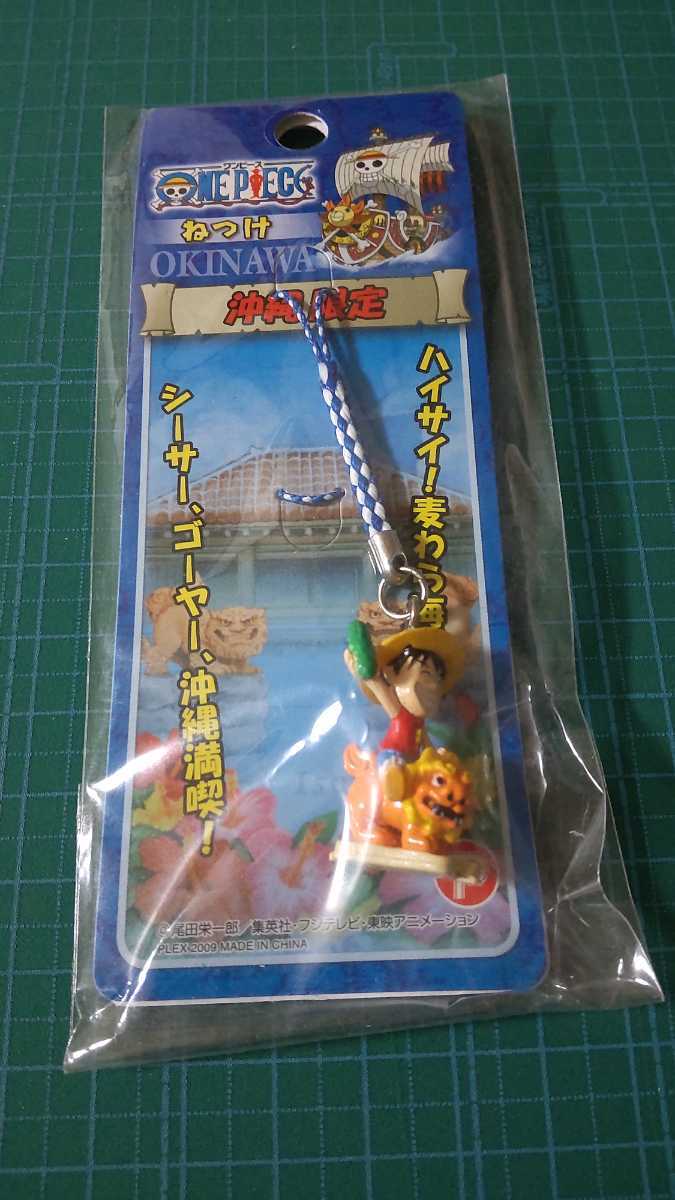 ワンピース
ONE PIECE
ねつけ
OKINAWA
沖縄限定
ハイサイ!麦わら海
シーサー、ゴーヤー、沖縄満喫!
© 尾田栄一郎/集英社・フジテレビ・東映アニメーション
PLEX 2009 MADE IN CHINA